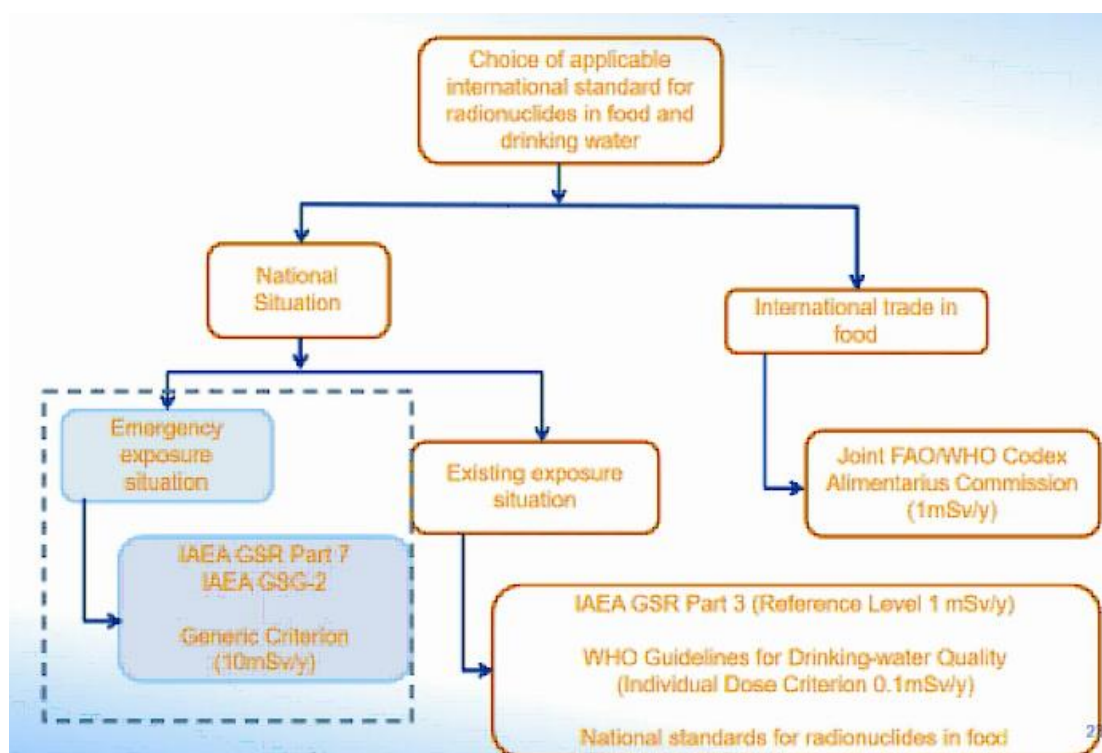 Choice of applicable
international standard for
radionuclides in food and
drinking water
National
Situation
International trade in
food
Emergency
exposure
situation
Existing exposure
situation
Joint FAO/WHO Codex
Alimentarius Commission
(1mSv/y)
IAEA GSR Part 7
IAEA GSG-2
Generic Criterion
(10mSv/y)
IAEA GSR Part 3 (Reference Level 1 mSv/y)
WHO Guidelines for Drinking-water Quality
(Individual Dose Criterion 0.1mSv/y)
National standards for radionuclides in food